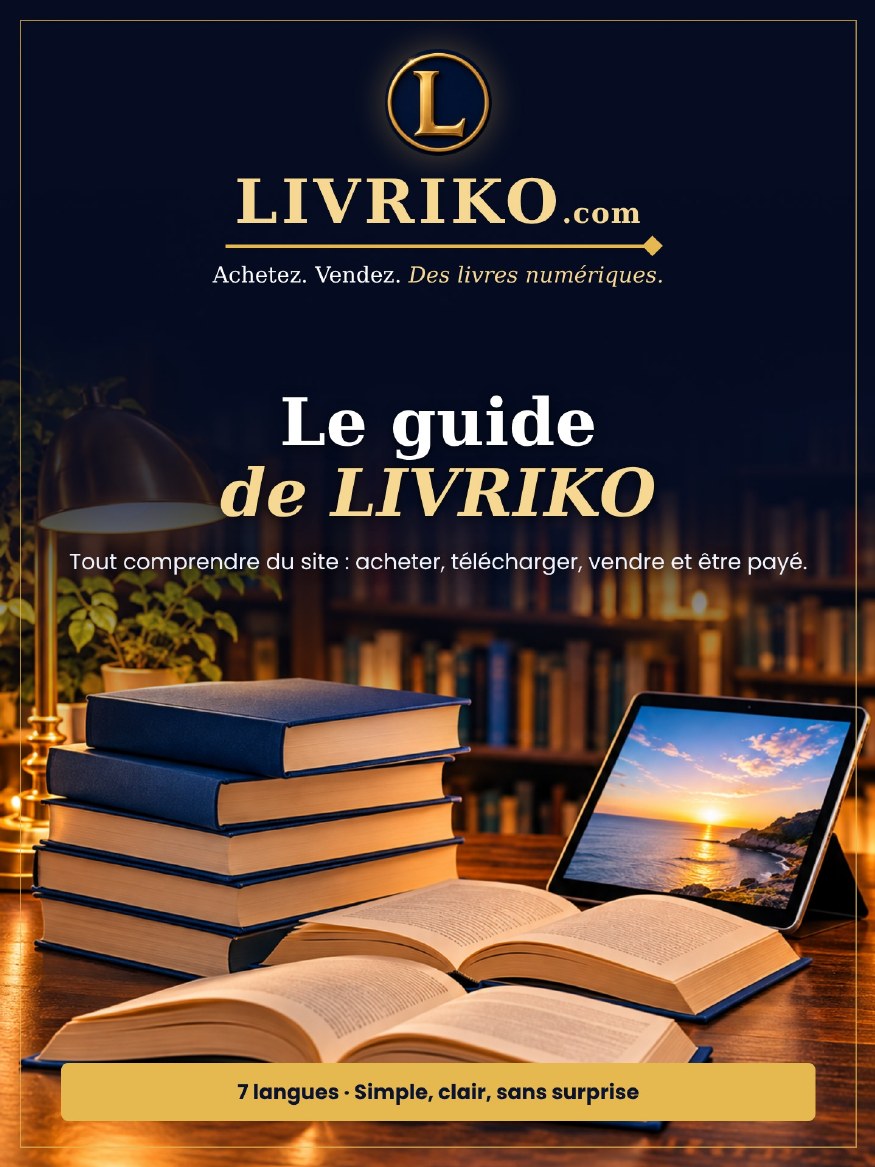 L
LIVRIKO.com
Achetez. Vendez. Des livres numériques.
Le guide
de LIVRIKO
Tout comprendre du site : acheter, télécharger, vendre et être payé.
7 langues · Simple, clair, sans surprise